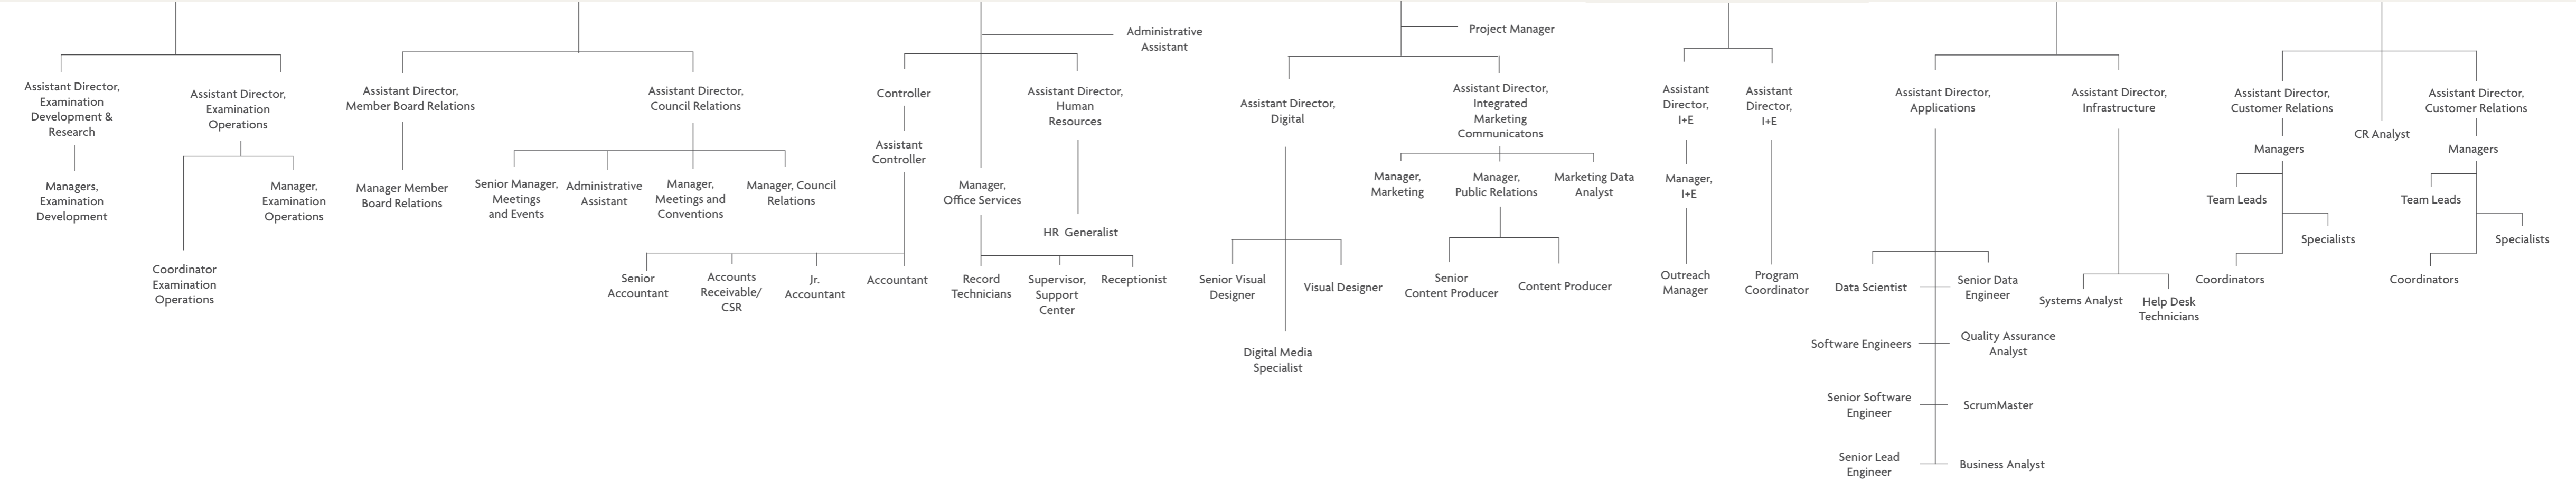 Assistant Director,
Examination
Development &
Research
Managers,
Examination
Development
Assistant Director,
Examination
Operations
Coordinator
Examination
Operations
Manager,
Examination
Operations
Assistant Director,
Member Board Relations
Manager Member
Board Relations
Assistant Director,
Council Relations
Senior Manager,
Meetings
and Events
Administrative
Assistant
Manager,
Meetings and
Conventions
Manager, Council
Relations
Administrative
Assistant
Controller
Assistant
Controller
Senior
Accountant
Accounts
Receivable/
CSR
Jr.
Accountant
Accountant
Manager,
Office Services
Record
Technicians
Supervisor,
Support
Center
Receptionist
Assistant Director,
Human
Resources
HR Generalist
Project Manager
Assistant Director,
Digital
Senior Visual
Designer
Visual Designer
Digital Media
Specialist
Assistant Director,
Integrated
Marketing
Communicatons
Manager,
Marketing
Manager,
Public Relations
Marketing Data
Analyst
Senior
Content Producer
Content Producer
Assistant
Director,
I+E
Manager,
I+E
Outreach
Manager
Assistant
Director,
I+E
Program
Coordinator
Assistant Director,
Applications
Data Scientist
Senior Data
Engineer
Software Engineers
Quality Assurance
Analyst
Senior Software
Engineer
ScrumMaster
Senior Lead
Engineer
Business Analyst
Assistant Director,
Infrastructure
Systems Analyst
Help Desk
Technicians
Assistant Director,
Customer Relations
Managers
Team Leads
Specialists
Coordinators
CR Analyst
Assistant Director,
Customer Relations
Managers
Team Leads
Specialists
Coordinators